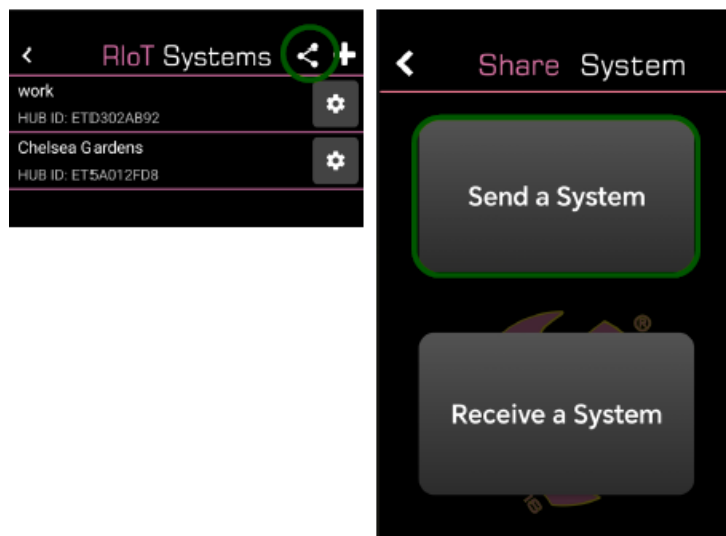 RIoT Systems
work
HUB ID: ETD302AB92
Chelsea Gardens
HUB ID: ET5A012FD8
Share System
Send a System
®
Receive a System